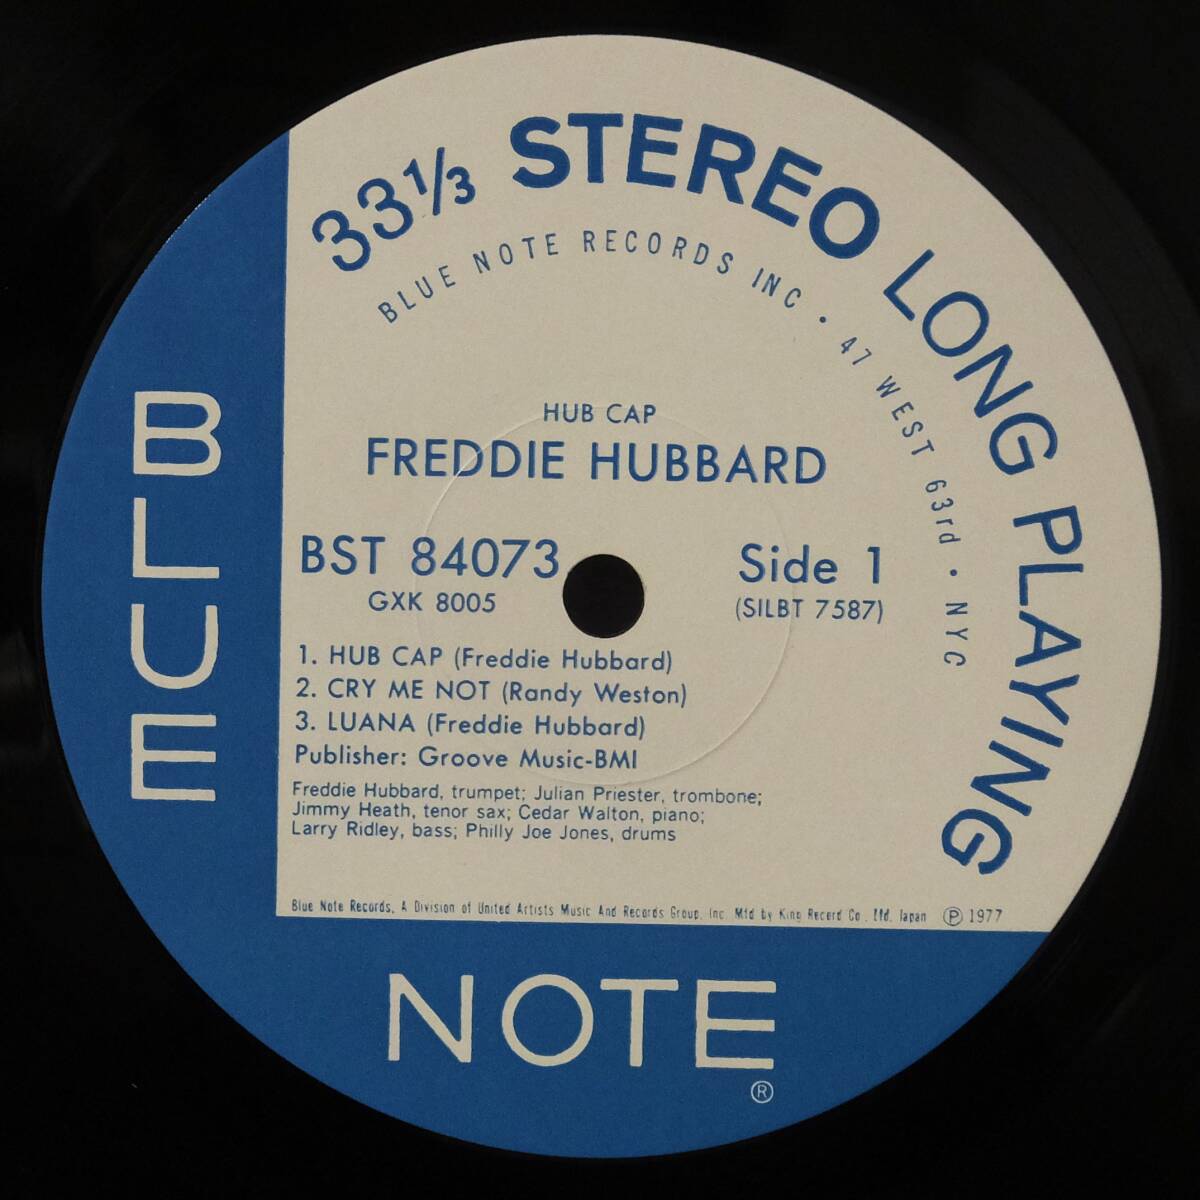 33 1/3 STEREO LONG PLAYING
BLUE NOTE RECORDS INC · 47 WEST 63rd · NYC
HUB CAP
FREDDIE HUBBARD
BST 84073
GXK 8005
Side 1
(SILBT 7587)
1. HUB CAP (Freddie Hubbard)
2. CRY ME NOT (Randy Weston)
3. LUANA (Freddie Hubbard)
Publisher: Groove Music-BMI
Freddie Hubbard, trumpet; Julian Priester, trombone;
Jimmy Heath, tenor sax; Cedar Walton, piano;
Larry Ridley, bass; Philly Joe Jones, drums
Blue Note Records, A Division of United Artists Music And Records Group, Inc. Mfd by King Record Co., Ltd. Japan ℗ 1977
BLUE
NOTE
®